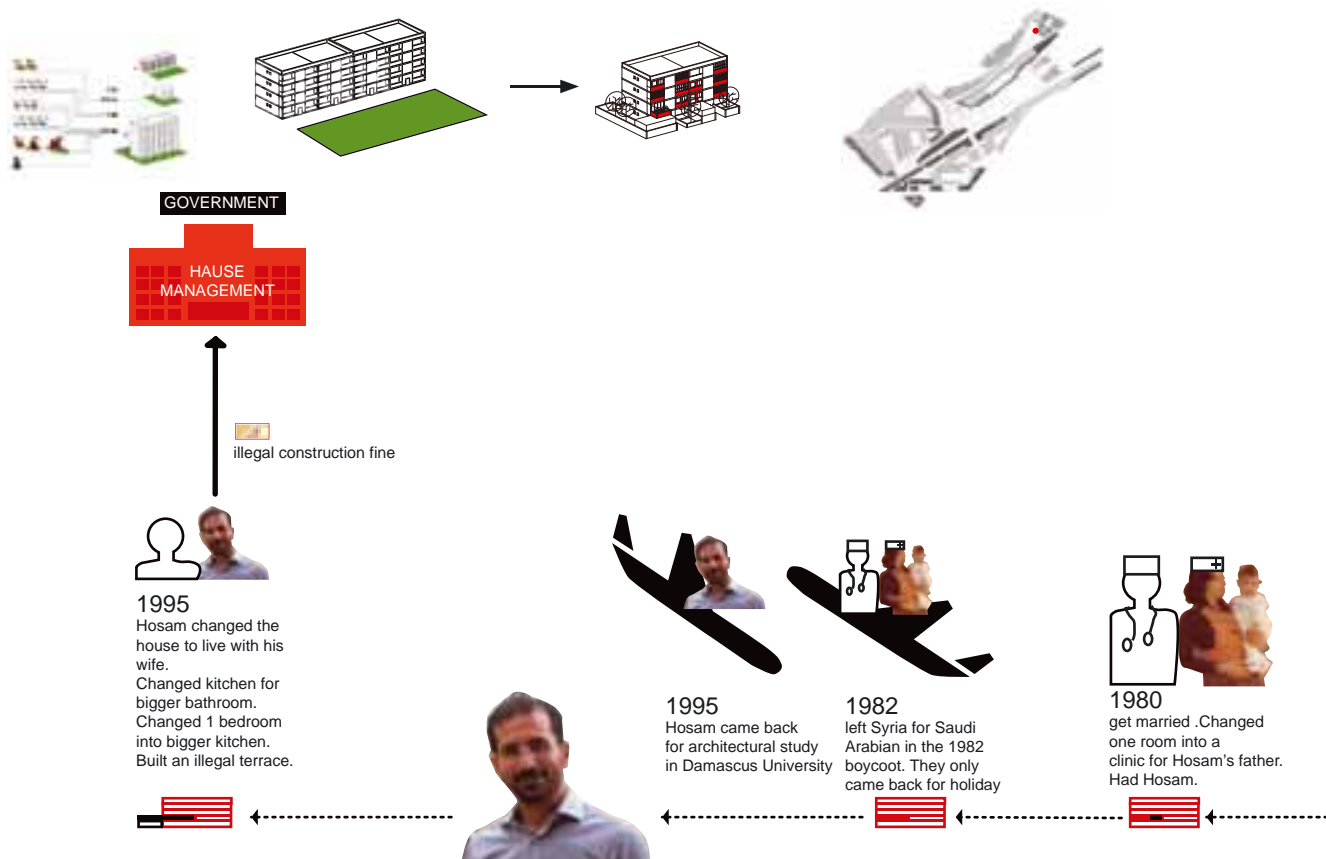 GOVERNMENT
HAUSE
MANAGEMENT
illegal construction fine
1995
Hosam changed the
house to live with his
wife.
Changed kitchen for
bigger bathroom.
Changed 1 bedroom
into bigger kitchen.
Built an illegal terrace.
1995
Hosam came back
for architectural study
in Damascus University
1982
left Syria for Saudi
Arabian in the 1982
boycoot. They only
came back for holiday
1980
get married .Changed
one room into a
clinic for Hosam's father.
Had Hosam.